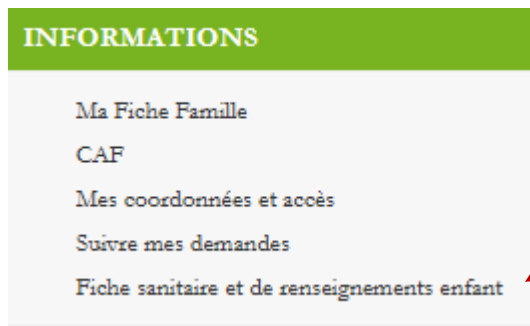 INFORMATIONS
Ma Fiche Famille
CAF
Mes coordonnées et accès
Suivre mes demandes
Fiche sanitaire et de renseignements enfant